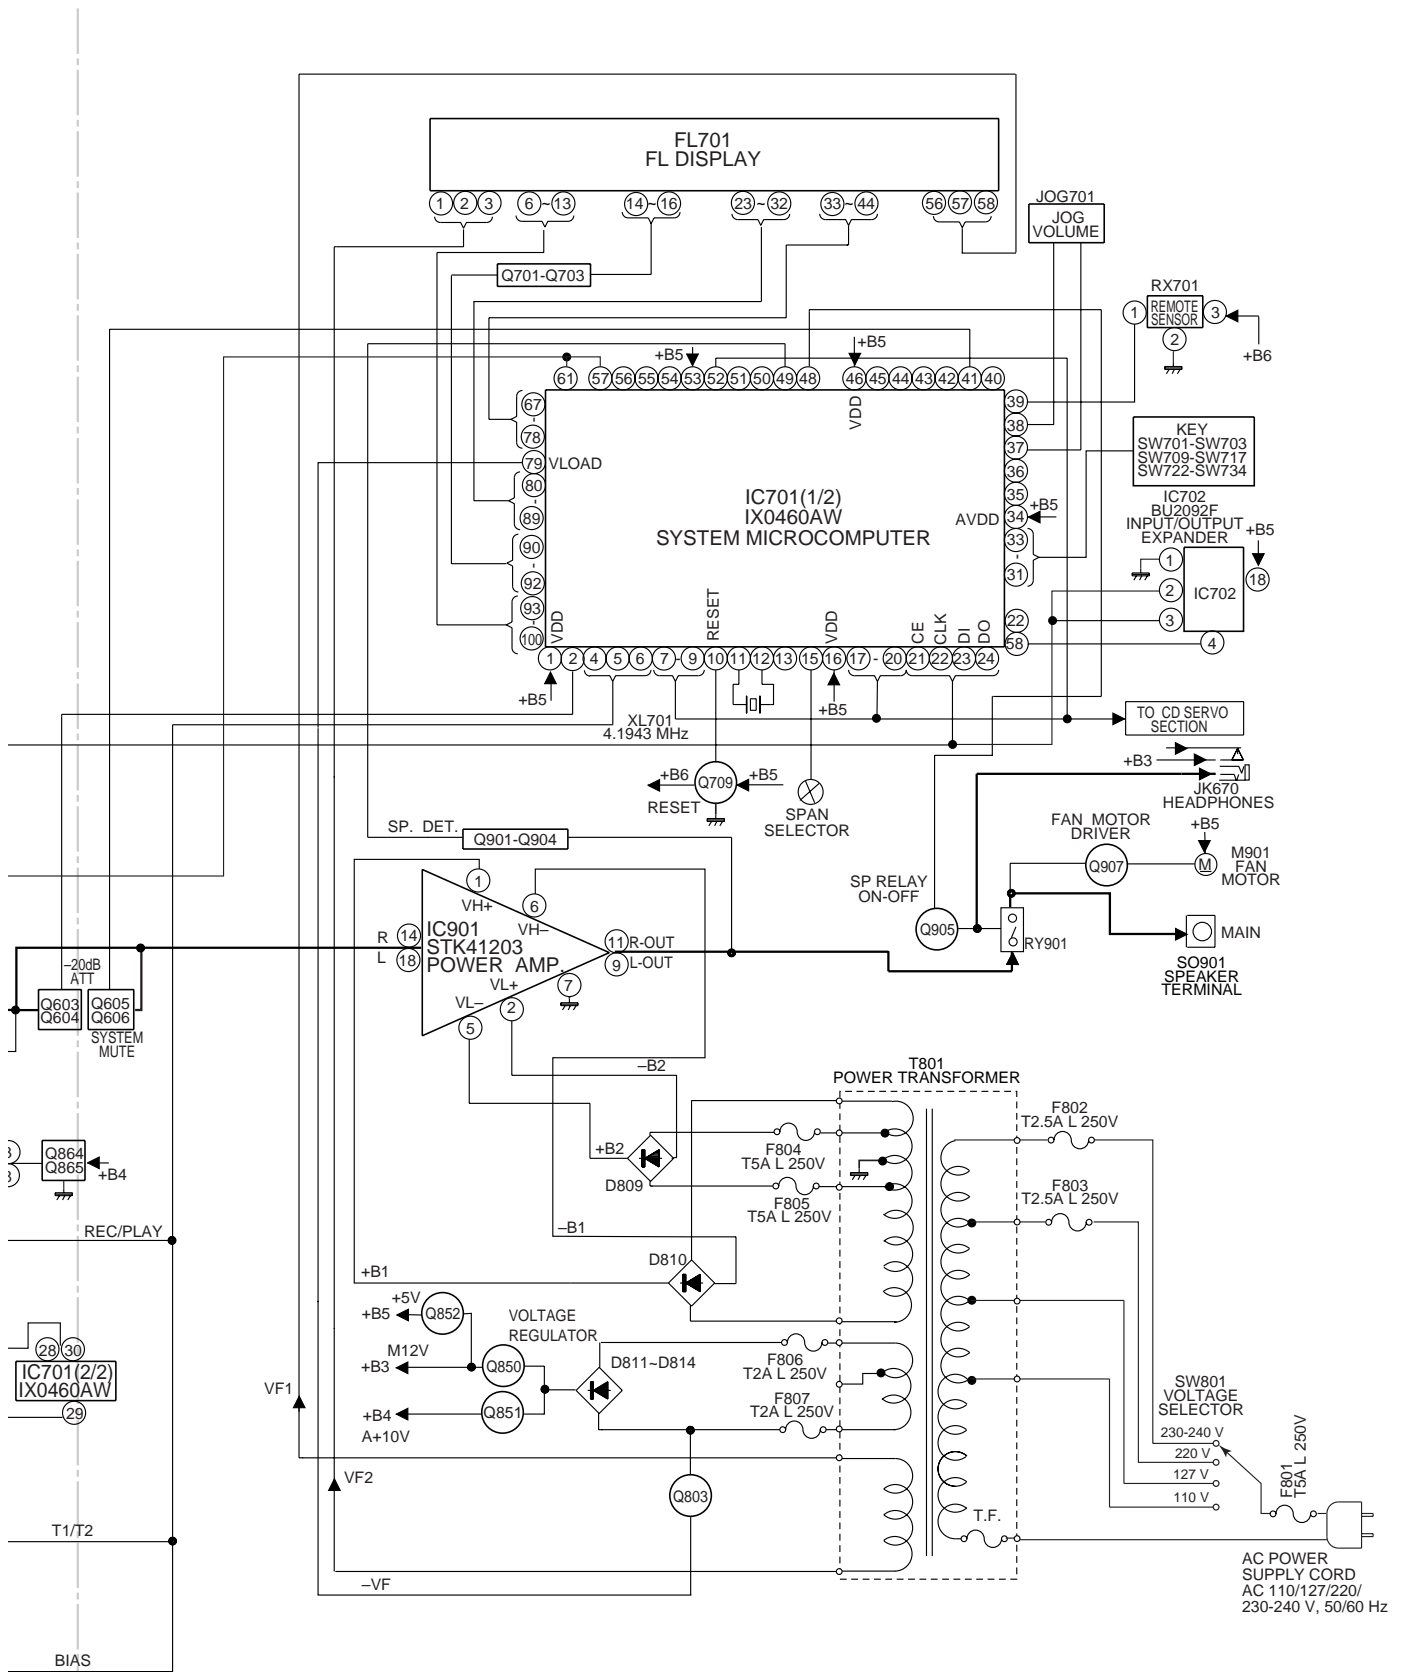 FL701
FL DISPLAY
1 2 3 6 ~ 13 14 ~ 16 23 ~ 32 33 ~ 44 56 57 58
JOG701
JOG
VOLUME
Q701-Q703
RX701
1 REMOTE 3
SENSOR
2
+B6
+B5 +B5
61 57 56 55 54 53 52 51 50 49 48 46 45 44 43 42 41 40
VDD
67
-
78
79 VLOAD
80
-
89
90
-
92
93
-
100
39
38
37
36
35
AVDD 34 +B5
33
-
31
22
58
IC701(1/2)
IX0460AW
SYSTEM MICROCOMPUTER
KEY
SW701-SW703
SW709-SW717
SW722-SW734
IC702
BU2092F
INPUT/OUTPUT
EXPANDER
+B5
1
2
3
IC702
18
4
VDD RESET VDD CE CLK DI DO
1 2 4 5 6 7 - 9 10 11 12 13 15 16 17 - 20 21 22 23 24
+B5 +B5
XL701
4.1943 MHz
TO CD SERVO
SECTION
+B3
JK670
HEADPHONES
+B6 Q709 +B5
RESET
SPAN
SELECTOR
SP. DET.
Q901-Q904
FAN MOTOR
DRIVER
+B5
Q907
M
M901
FAN
MOTOR
SP RELAY
ON-OFF
Q905
RY901
MAIN
SO901
SPEAKER
TERMINAL
1
VH+
6
VH–
R 14
L 18
IC901
STK41203
POWER AMP.
11 R-OUT
9 L-OUT
7
VL+
2
VL–
5
–20dB
ATT
Q603
Q604
Q605
Q606
SYSTEM
MUTE
–B2
T801
POWER TRANSFORMER
+B2
D809
F804
T5A L 250V
F805
T5A L 250V
F802
T2.5A L 250V
F803
T2.5A L 250V
3
3
Q864
Q865
+B4
REC/PLAY
–B1
D810
+B1
+5V
+B5 Q852
VOLTAGE
REGULATOR
M12V
+B3 Q850
D811~D814
+B4 Q851
A+10V
F806
T2A L 250V
F807
T2A L 250V
28 30
IC701(2/2)
IX0460AW
29
VF1
VF2
Q803
SW801
VOLTAGE
SELECTOR
230-240 V
220 V
127 V
110 V
F801
T5A L 250V
T.F.
T1/T2
–VF
AC POWER
SUPPLY CORD
AC 110/127/220/
230-240 V, 50/60 Hz
BIAS